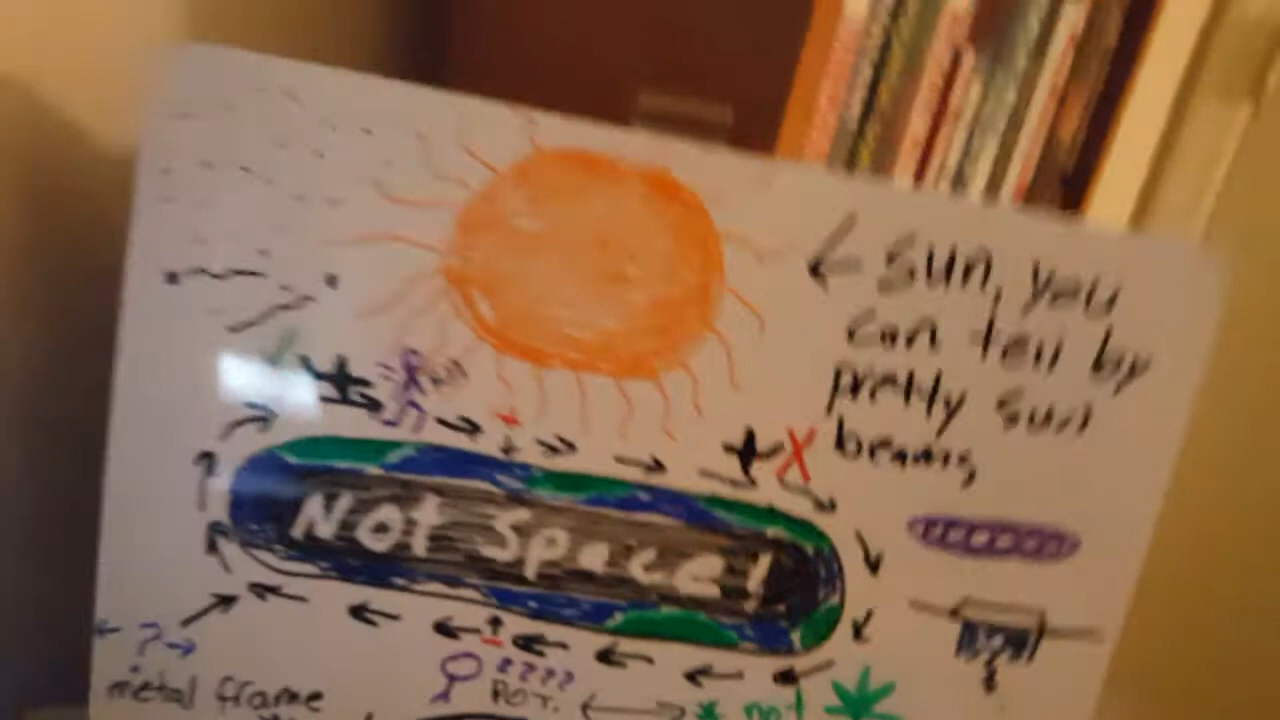 ← Sun, you
can tell by
pretty sun
beams,
X
Not Space!
← ? →
????
metal frame
ROT.
* not